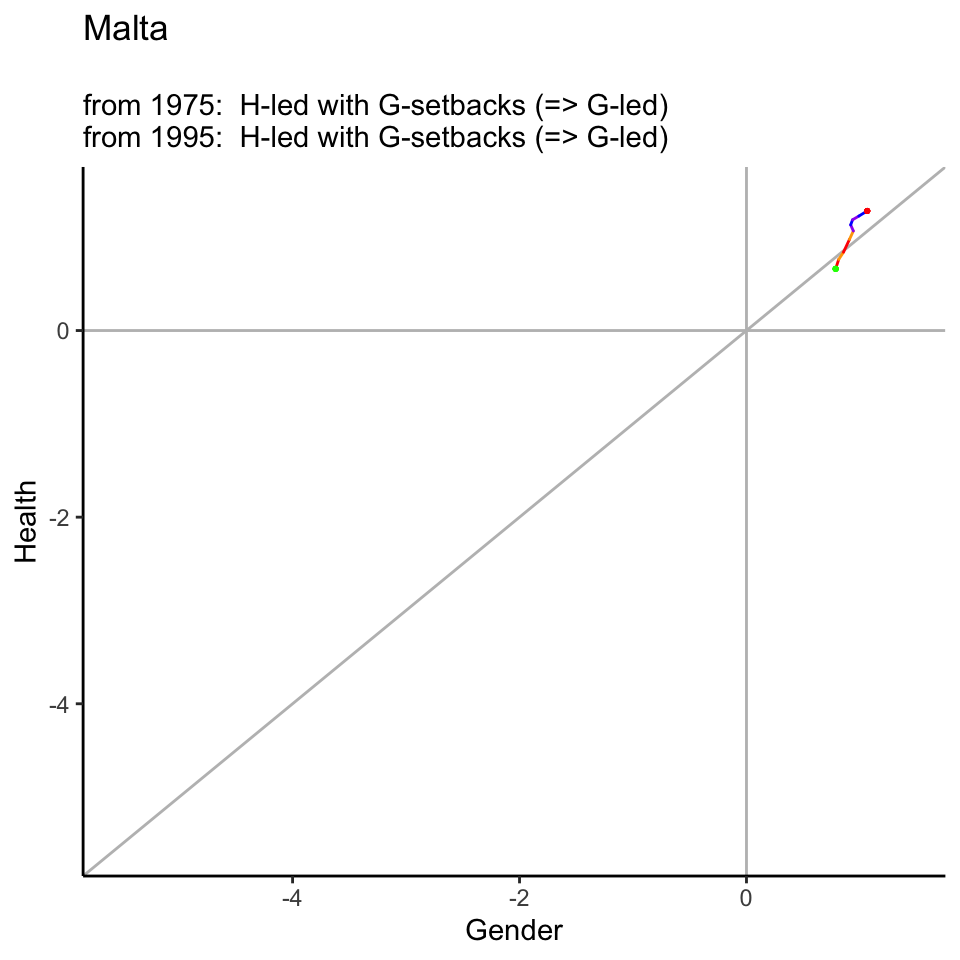 Malta
from 1975:  H-led with G-setbacks (=> G-led)
from 1995:  H-led with G-setbacks (=> G-led)
Health
0
-2
-4
-4
-2
0
Gender